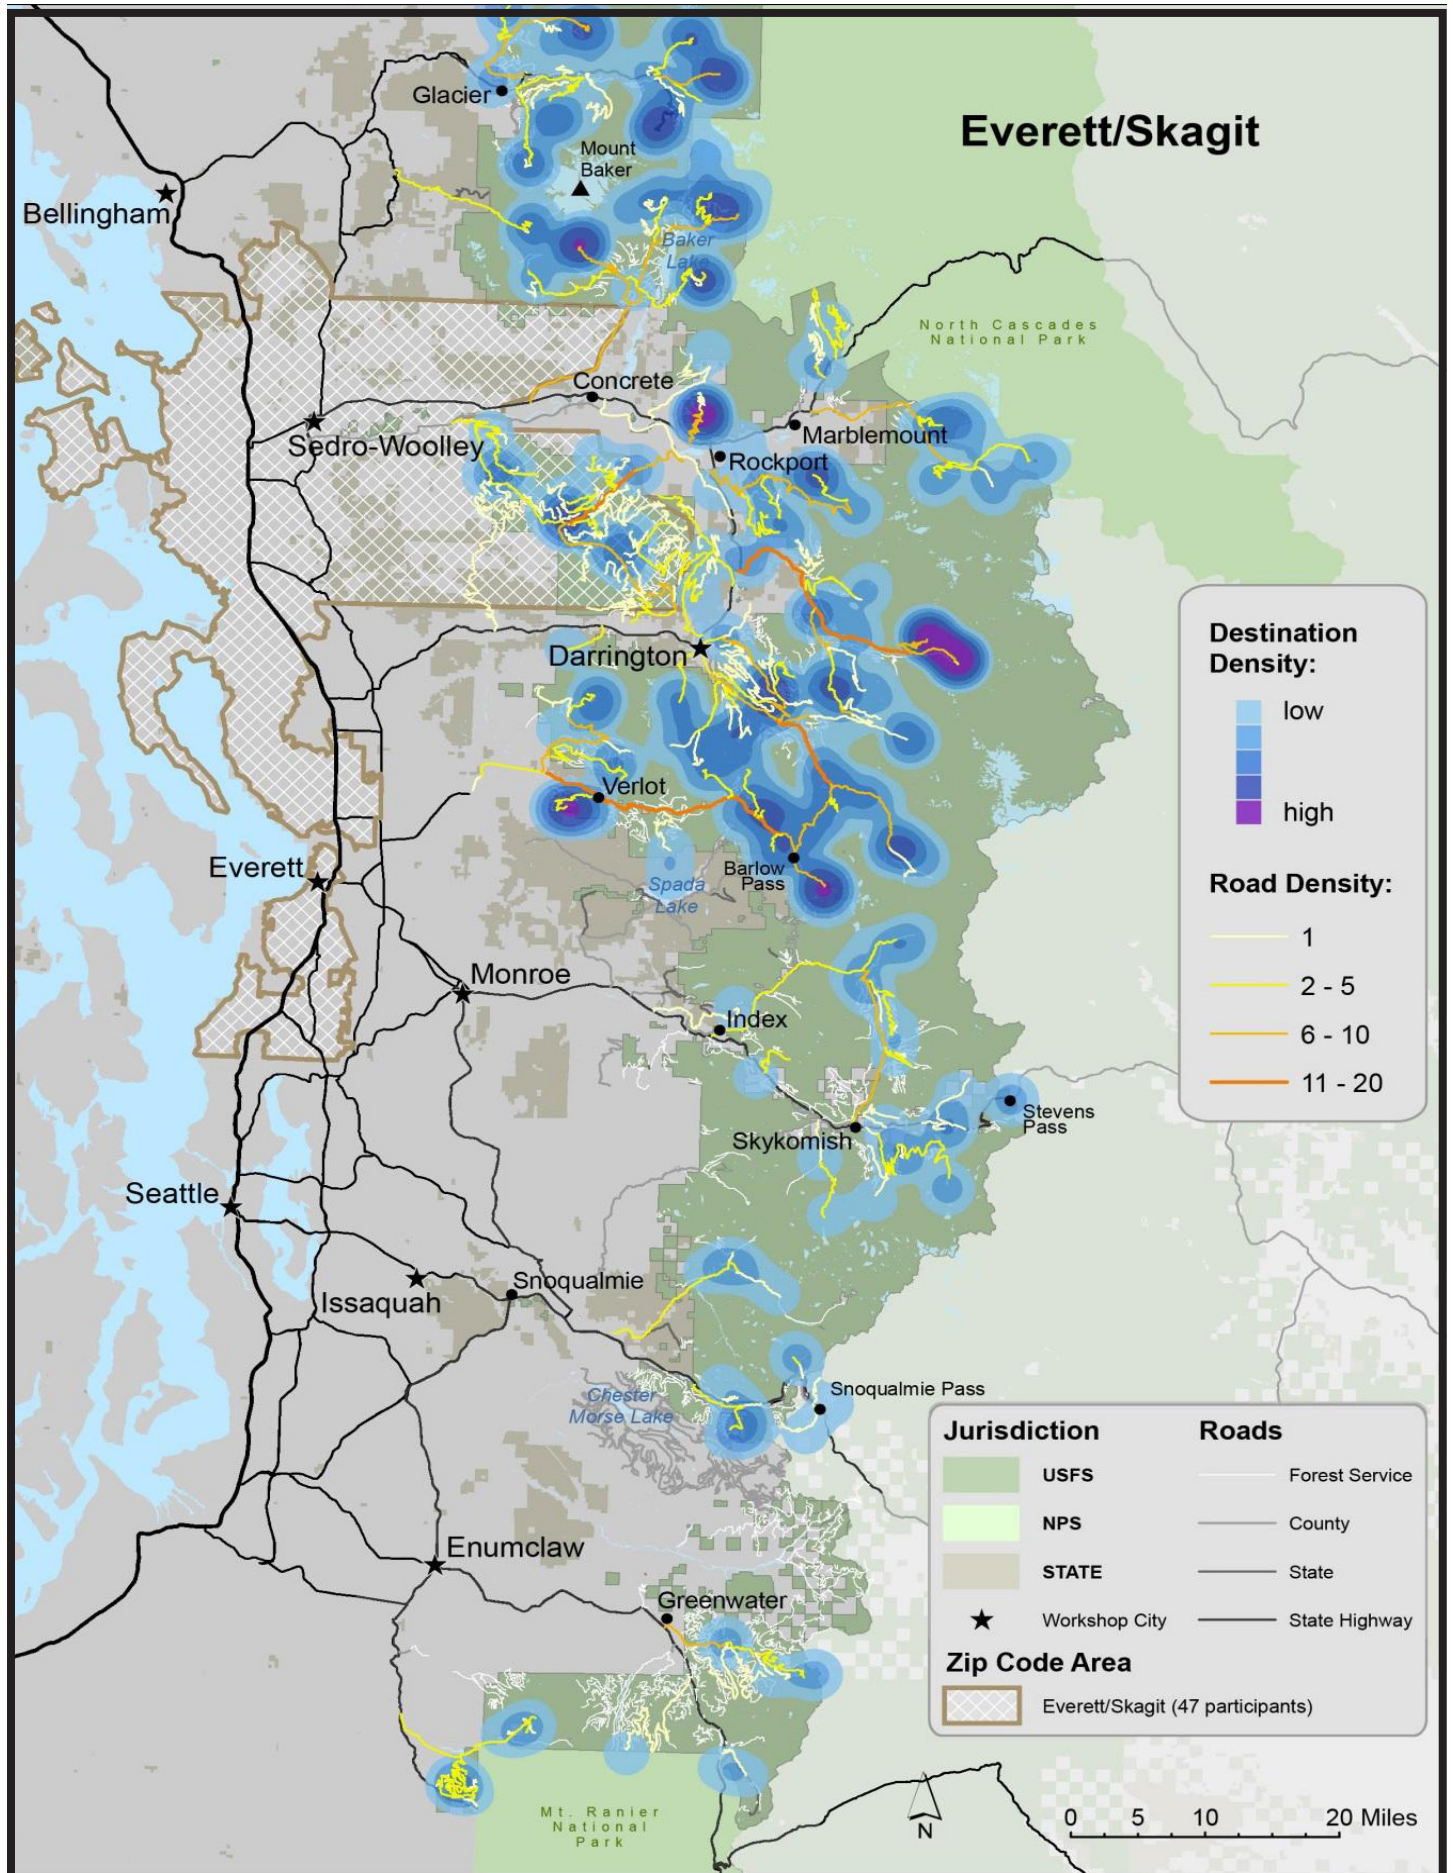 Everett/Skagit
Glacier
Mount
Baker
Bellingham
Baker
Lake
North Cascades
National Park
Concrete
Sedro-Woolley
Marblemount
Rockport
Darrington
Verlot
Everett
Barlow
Pass
Spada
Lake
Monroe
Index
Skykomish
Stevens
Pass
Seattle
Issaquah
Snoqualmie
Chester
Morse Lake
Snoqualmie Pass
Enumclaw
Greenwater
Mt. Ranier
National
Park
Destination
Density:
low
high
Road Density:
1
2 - 5
6 - 10
11 - 20
Jurisdiction
USFS
NPS
STATE
Workshop City
Roads
Forest Service
County
State
State Highway
Zip Code Area
Everett/Skagit (47 participants)
N
0 5 10 20 Miles